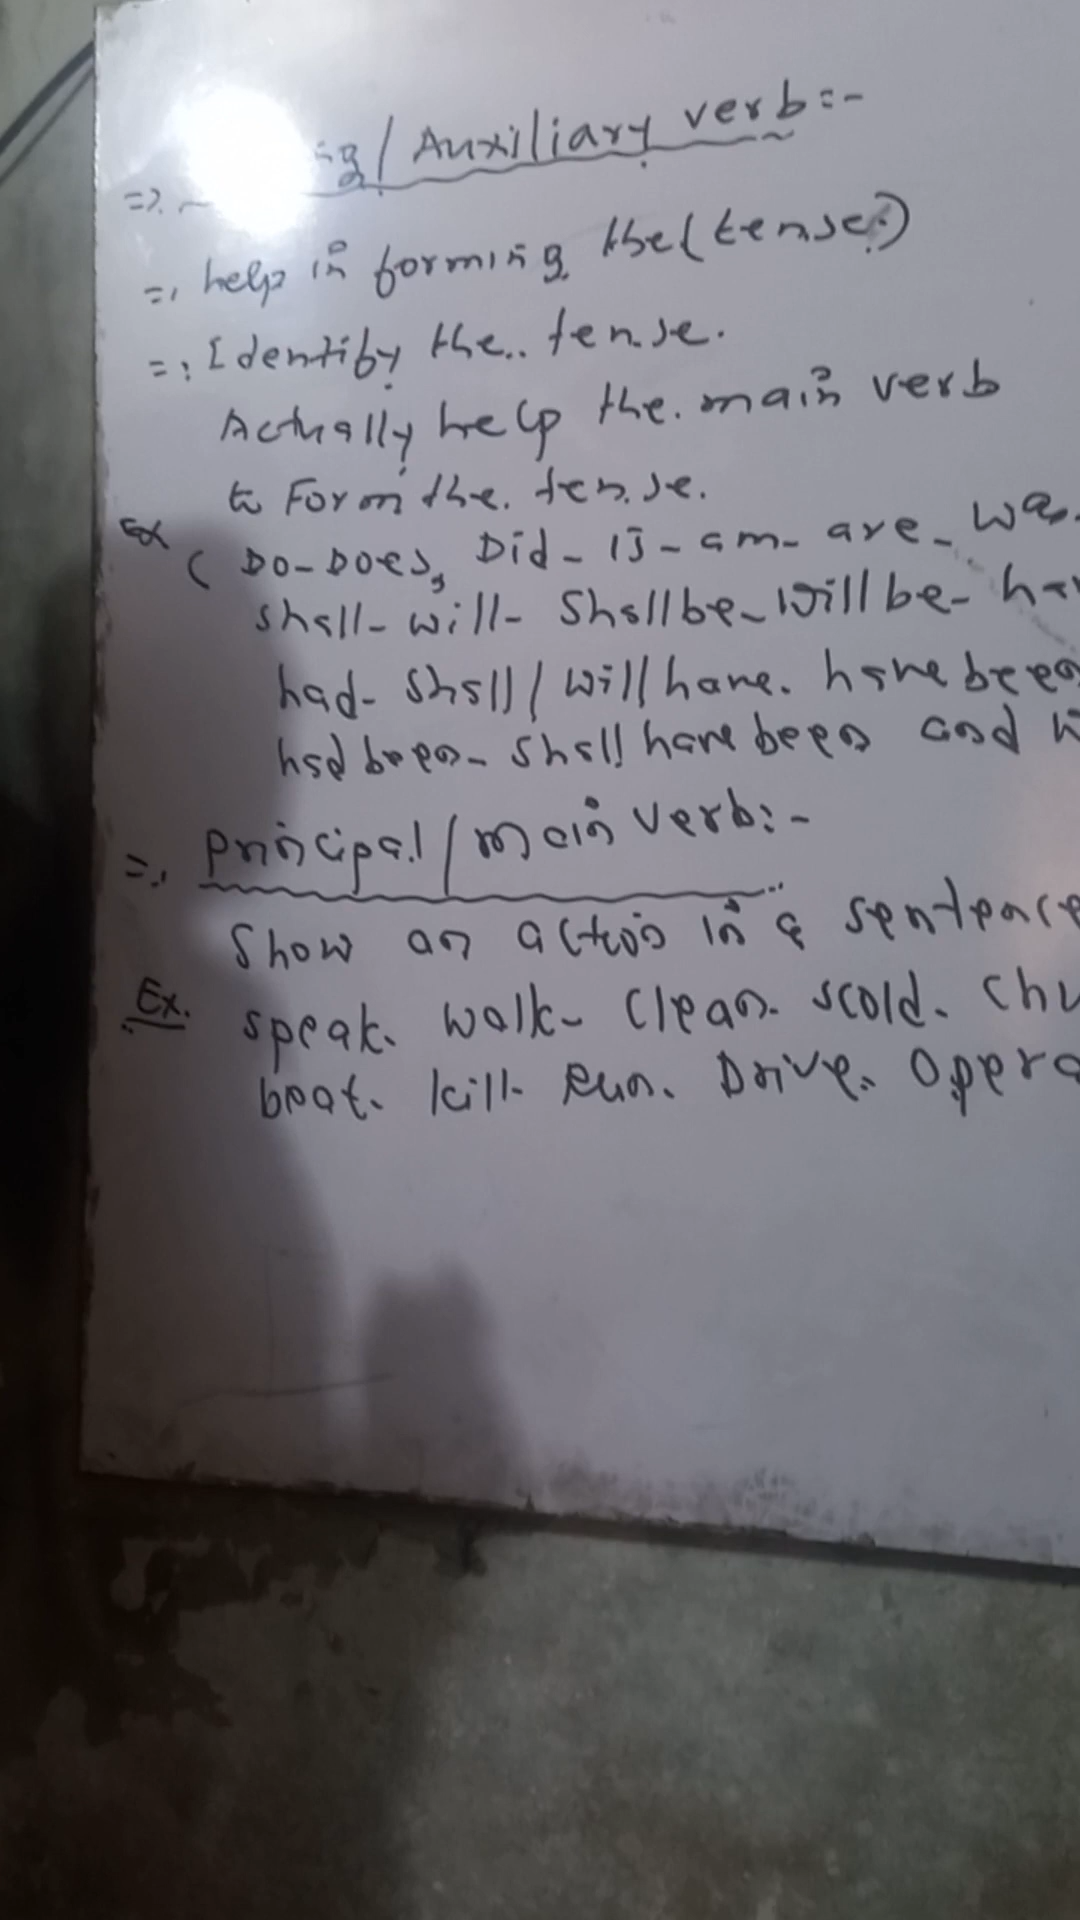 / Auxiliary verb:-
=> help in forming the (tense.)
=> Identify the.. tense.
Actually help the. main verb
to Form the. tense.
Ex ( Do-Does, Did- is- am- are-
shall- will- Shall be- will be-
had- Shall / will have. have been
had been- shall have been and
=> Principal / main verb:-
Show an action in a sentence
Ex. speak. walk- clean. scold.
beat. kill. Run. Drive.